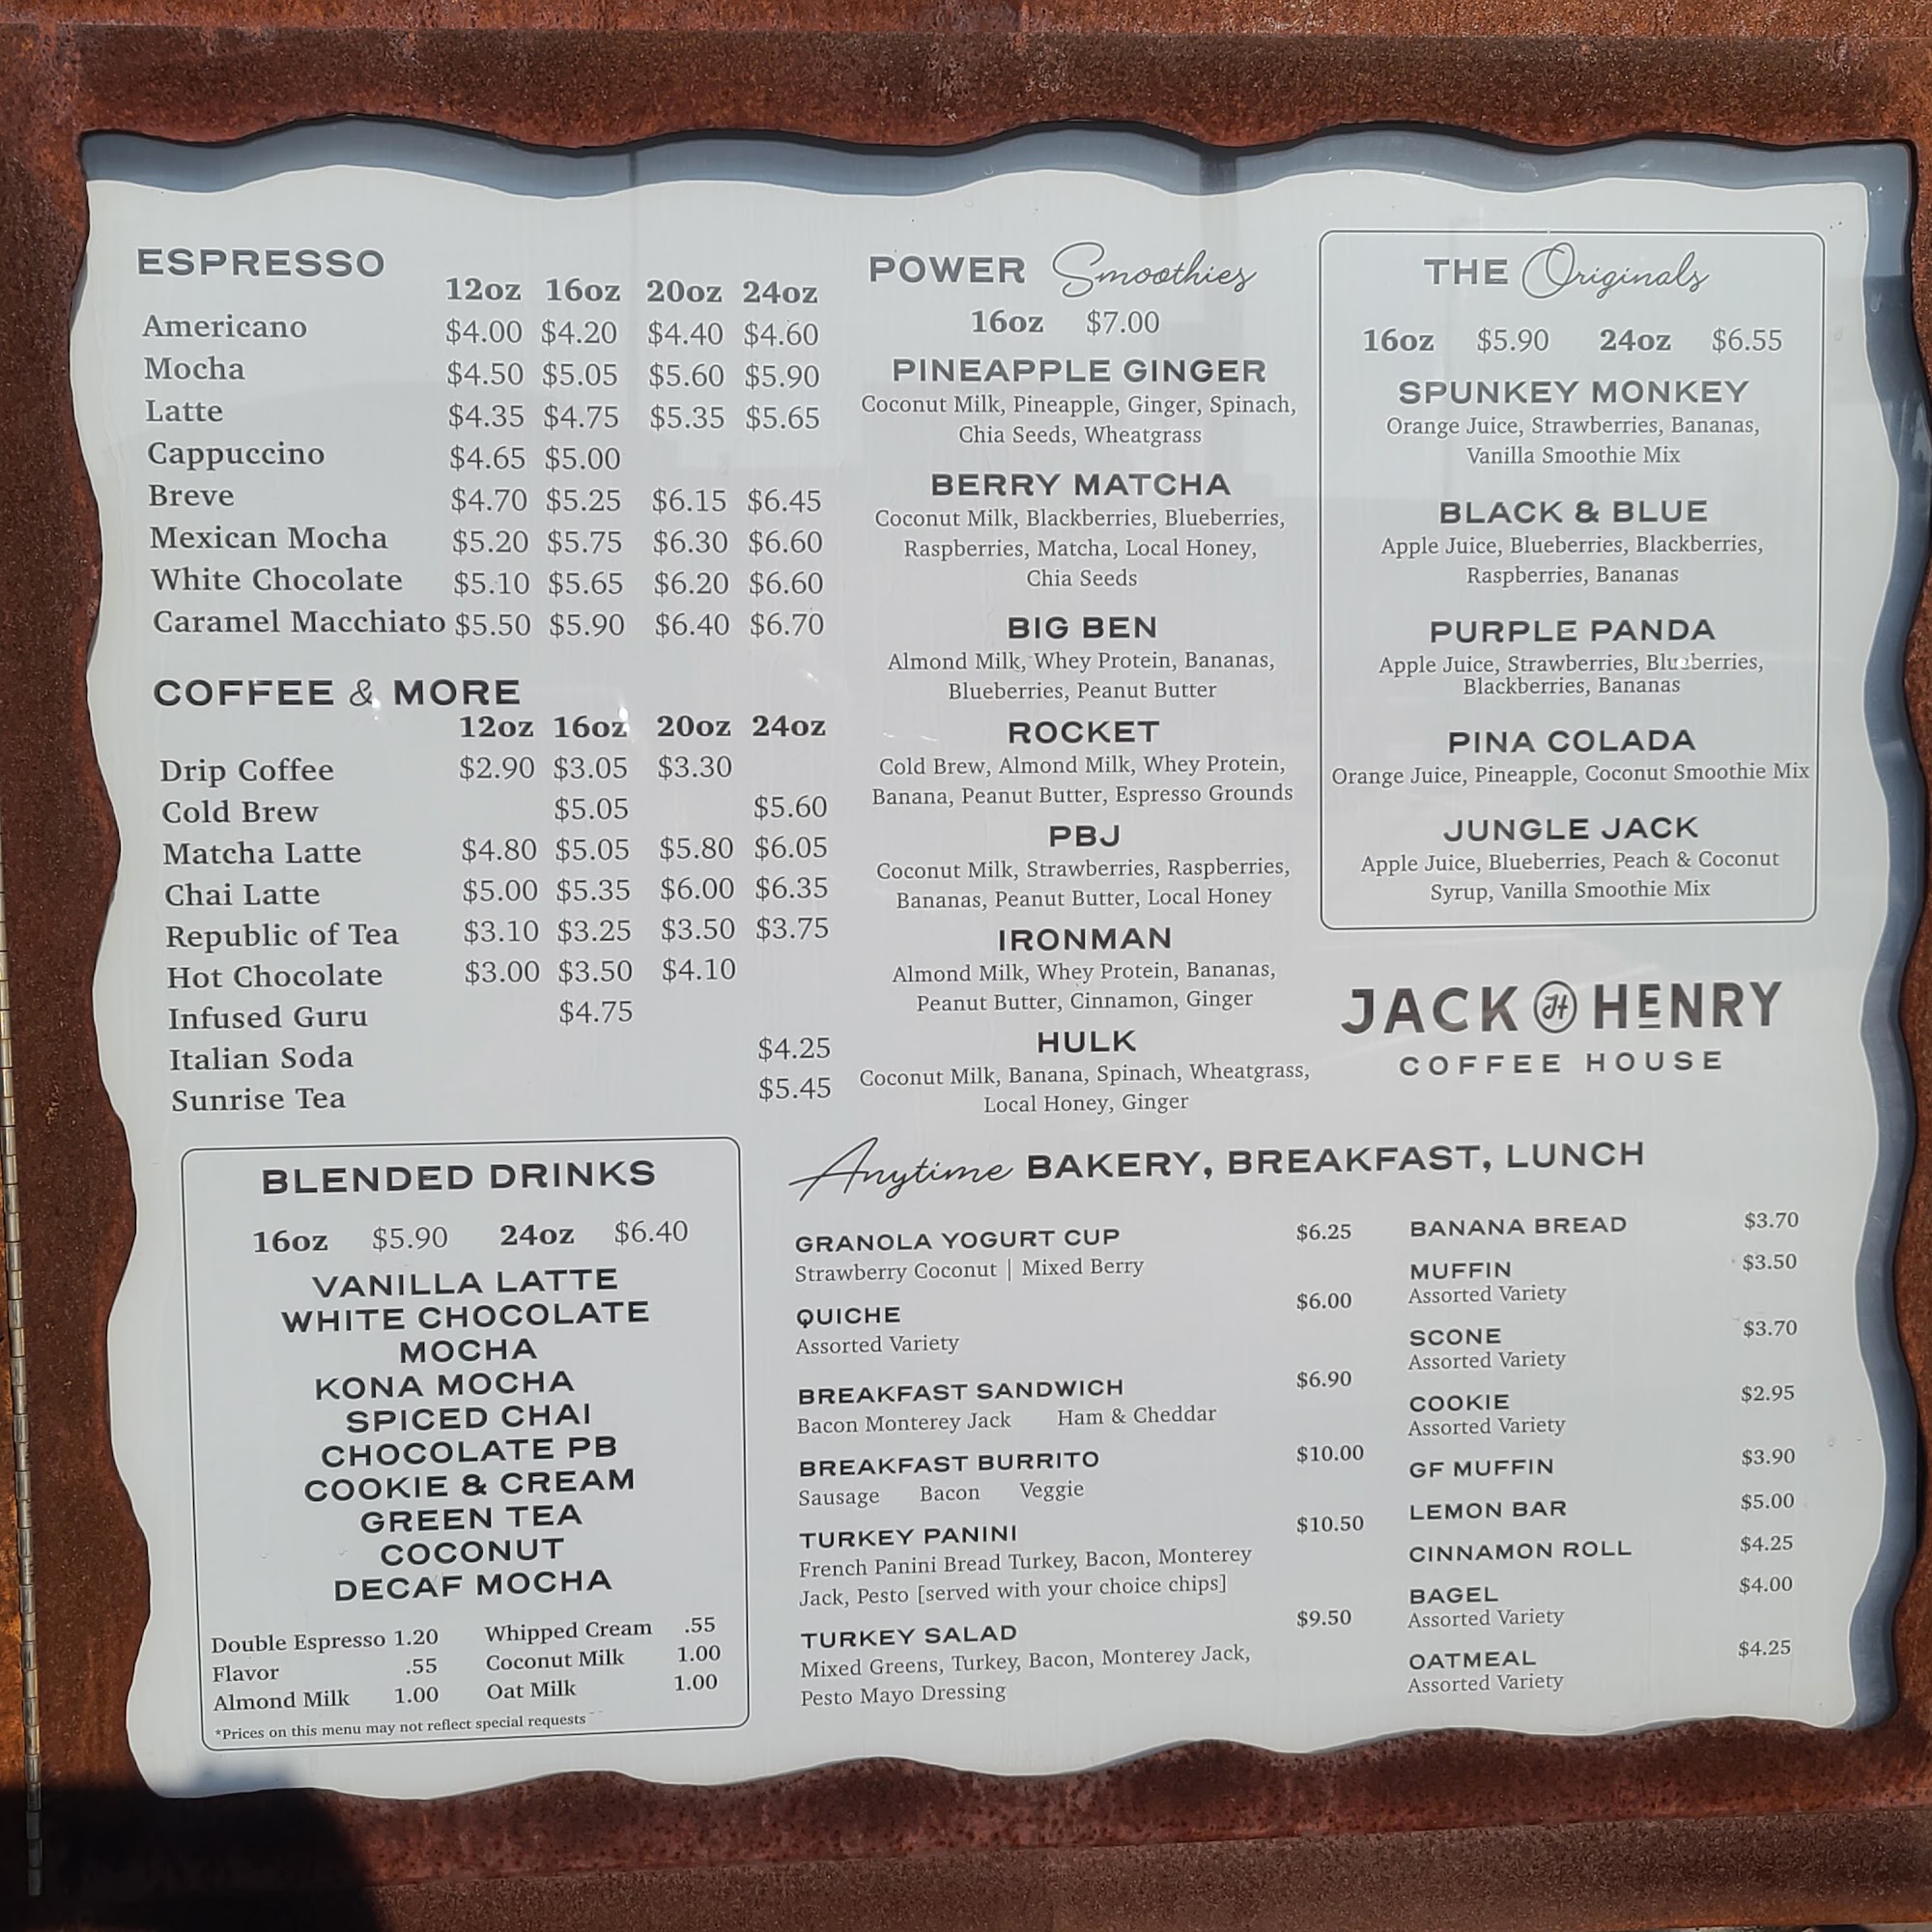 ESPRESSO
12oz 16oz 20oz 24oz
Americano $4.00 $4.20 $4.40 $4.60
Mocha $4.50 $5.05 $5.60 $5.90
Latte $4.35 $4.75 $5.35 $5.65
Cappuccino $4.65 $5.00
Breve $4.70 $5.25 $6.15 $6.45
Mexican Mocha $5.20 $5.75 $6.30 $6.60
White Chocolate $5.10 $5.65 $6.20 $6.60
Caramel Macchiato $5.50 $5.90 $6.40 $6.70
COFFEE & MORE
12oz 16oz 20oz 24oz
Drip Coffee $2.90 $3.05 $3.30
Cold Brew $5.05 $5.60
Matcha Latte $4.80 $5.05 $5.80 $6.05
Chai Latte $5.00 $5.35 $6.00 $6.35
Republic of Tea $3.10 $3.25 $3.50 $3.75
Hot Chocolate $3.00 $3.50 $4.10
Infused Guru $4.75
Italian Soda $4.25
Sunrise Tea $5.45
POWER Smoothies
16oz $7.00
PINEAPPLE GINGER
Coconut Milk, Pineapple, Ginger, Spinach,
Chia Seeds, Wheatgrass
BERRY MATCHA
Coconut Milk, Blackberries, Blueberries,
Raspberries, Matcha, Local Honey,
Chia Seeds
BIG BEN
Almond Milk, Whey Protein, Bananas,
Blueberries, Peanut Butter
ROCKET
Cold Brew, Almond Milk, Whey Protein,
Banana, Peanut Butter, Espresso Grounds
PBJ
Coconut Milk, Strawberries, Raspberries,
Bananas, Peanut Butter, Local Honey
IRONMAN
Almond Milk, Whey Protein, Bananas,
Peanut Butter, Cinnamon, Ginger
HULK
Coconut Milk, Banana, Spinach, Wheatgrass,
Local Honey, Ginger
THE Originals
16oz $5.90 24oz $6.55
SPUNKEY MONKEY
Orange Juice, Strawberries, Bananas,
Vanilla Smoothie Mix
BLACK & BLUE
Apple Juice, Blueberries, Blackberries,
Raspberries, Bananas
PURPLE PANDA
Apple Juice, Strawberries, Blueberries,
Blackberries, Bananas
PINA COLADA
Orange Juice, Pineapple, Coconut Smoothie Mix
JUNGLE JACK
Apple Juice, Blueberries, Peach & Coconut
Syrup, Vanilla Smoothie Mix
JACK JH HENRY
COFFEE HOUSE
BLENDED DRINKS
16oz $5.90 24oz $6.40
VANILLA LATTE
WHITE CHOCOLATE
MOCHA
KONA MOCHA
SPICED CHAI
CHOCOLATE PB
COOKIE & CREAM
GREEN TEA
COCONUT
DECAF MOCHA
Double Espresso 1.20 Whipped Cream .55
Flavor .55 Coconut Milk 1.00
Almond Milk 1.00 Oat Milk 1.00
*Prices on this menu may not reflect special requests
Anytime BAKERY, BREAKFAST, LUNCH
GRANOLA YOGURT CUP $6.25
Strawberry Coconut | Mixed Berry
QUICHE $6.00
Assorted Variety
BREAKFAST SANDWICH $6.90
Bacon Monterey Jack Ham & Cheddar
BREAKFAST BURRITO $10.00
Sausage Bacon Veggie
TURKEY PANINI $10.50
French Panini Bread Turkey, Bacon, Monterey
Jack, Pesto [served with your choice chips]
TURKEY SALAD $9.50
Mixed Greens, Turkey, Bacon, Monterey Jack,
Pesto Mayo Dressing
BANANA BREAD $3.70
MUFFIN $3.50
Assorted Variety
SCONE $3.70
Assorted Variety
COOKIE $2.95
Assorted Variety
GF MUFFIN $3.90
LEMON BAR $5.00
CINNAMON ROLL $4.25
BAGEL $4.00
Assorted Variety
OATMEAL $4.25
Assorted Variety